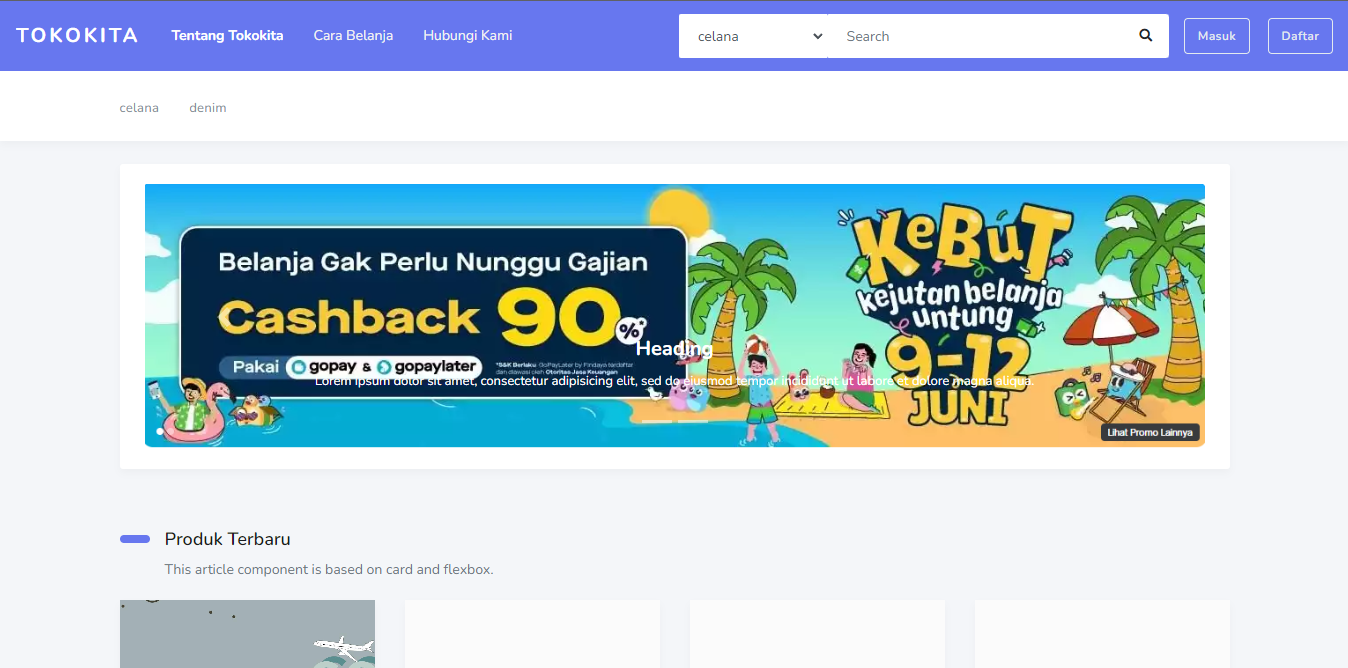 TOKOKITA
Tentang Tokokita
Cara Belanja
Hubungi Kami
celana
Search
Masuk
Daftar
celana
denim
Belanja Gak Perlu Nunggu Gajian
Cashback 90%*
Pakai gopay & gopaylater
*S&K Berlaku GoPayLater by Findaya terdaftar
dan diawasi oleh Otoritas Jasa Keuangan
KeBuT
kejutan belanja
untung
9-12
JUNI
Heading
Lorem ipsum dolor sit amet, consectetur adipisicing elit, sed do eiusmod tempor incididunt ut labore et dolore magna aliqua.
Lihat Promo Lainnya
Produk Terbaru
This article component is based on card and flexbox.